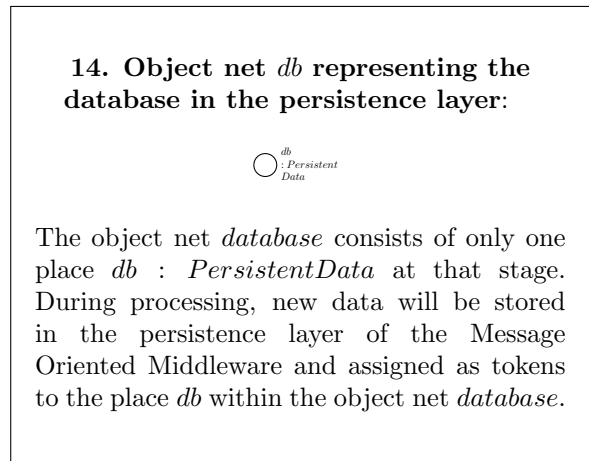 14. Object net db representing the
database in the persistence layer:
db
: Persistent
Data
The object net database consists of only one
place db : PersistentData at that stage.
During processing, new data will be stored
in the persistence layer of the Message
Oriented Middleware and assigned as tokens
to the place db within the object net database.